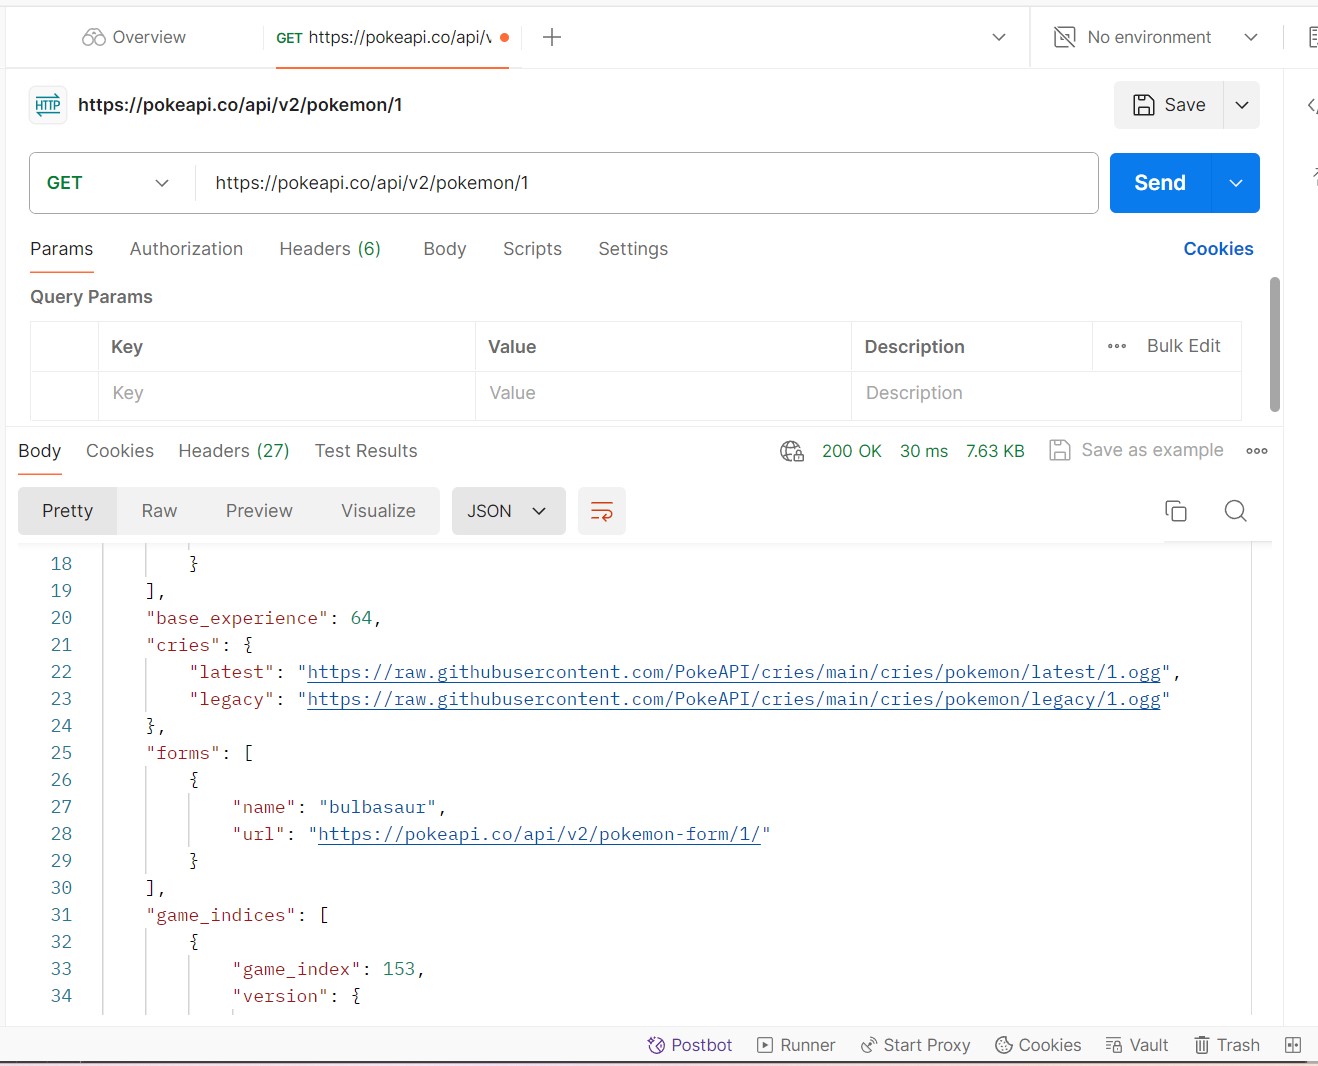 Overview GET https://pokeapi.co/api/v No environment
HTTP https://pokeapi.co/api/v2/pokemon/1 Save
GET https://pokeapi.co/api/v2/pokemon/1 Send
Params Authorization Headers (6) Body Scripts Settings Cookies
Query Params
Key Value Description Bulk Edit
Key Value Description
Body Cookies Headers (27) Test Results 200 OK 30 ms 7.63 KB Save as example
Pretty Raw Preview Visualize JSON
18 }
19 ],
20 "base_experience": 64,
21 "cries": {
22 "latest": "https://raw.githubusercontent.com/PokeAPI/cries/main/cries/pokemon/latest/1.ogg",
23 "legacy": "https://raw.githubusercontent.com/PokeAPI/cries/main/cries/pokemon/legacy/1.ogg"
24 },
25 "forms": [
26 {
27 "name": "bulbasaur",
28 "url": "https://pokeapi.co/api/v2/pokemon-form/1/"
29 }
30 ],
31 "game_indices": [
32 {
33 "game_index": 153,
34 "version": {
Postbot Runner Start Proxy Cookies Vault Trash